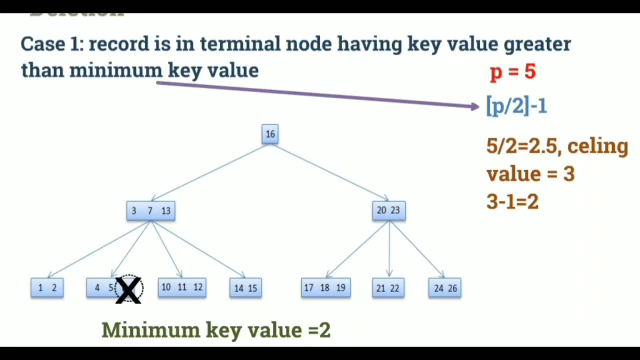 Deletion
Case 1: record is in terminal node having key value greater
than minimum key value
p = 5
[p/2]-1
5/2=2.5, celing
value = 3
3-1=2
16
3 7 13
20 23
1 2
4 5
X
10 11 12
14 15
17 18 19
21 22
24 26
Minimum key value =2